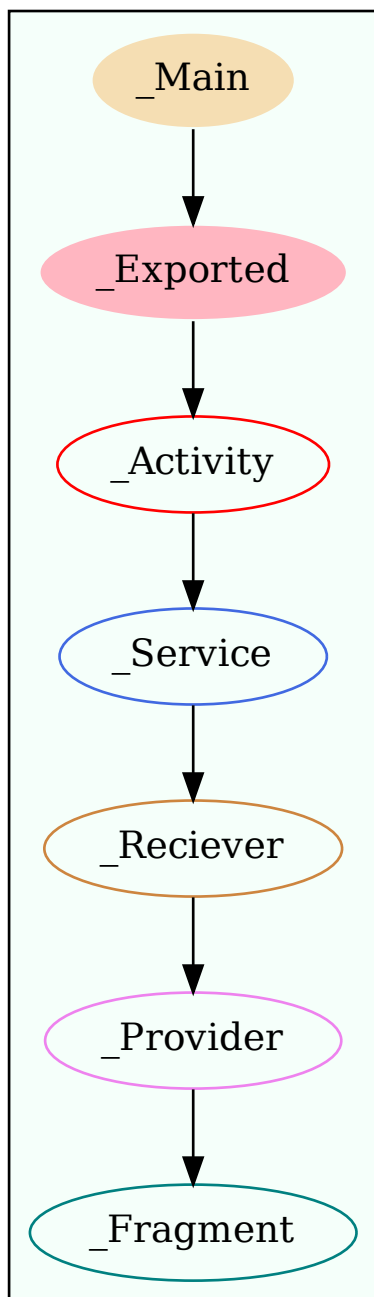 _Main
_Exported
_Activity
_Service
_Reciever
_Provider
_Fragment